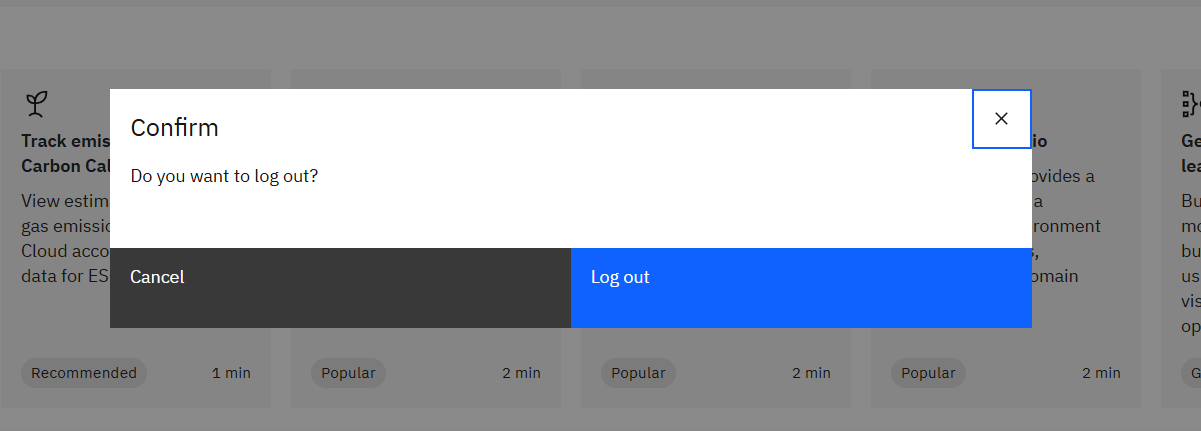 Confirm
Do you want to log out?
Cancel
Log out
Track emis
Carbon Cal
View estim
gas emissio
Cloud acco
data for ES
Recommended 1 min
Popular 2 min
Popular 2 min
io
ovides a
a
ronment
s,
omain
Popular 2 min
Ge
lea
Bu
mo
bu
us
vis
op
G